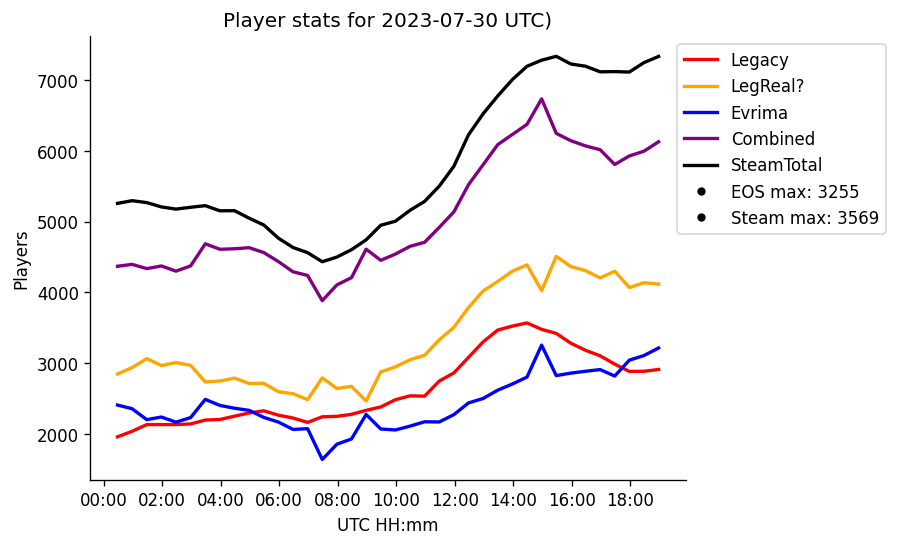 Player stats for 2023-07-30 UTC)
Legacy
LegReal?
Evrima
Combined
SteamTotal
EOS max: 3255
Steam max: 3569
Players
7000
6000
5000
4000
3000
2000
00:00 02:00 04:00 06:00 08:00 10:00 12:00 14:00 16:00 18:00
UTC HH:mm